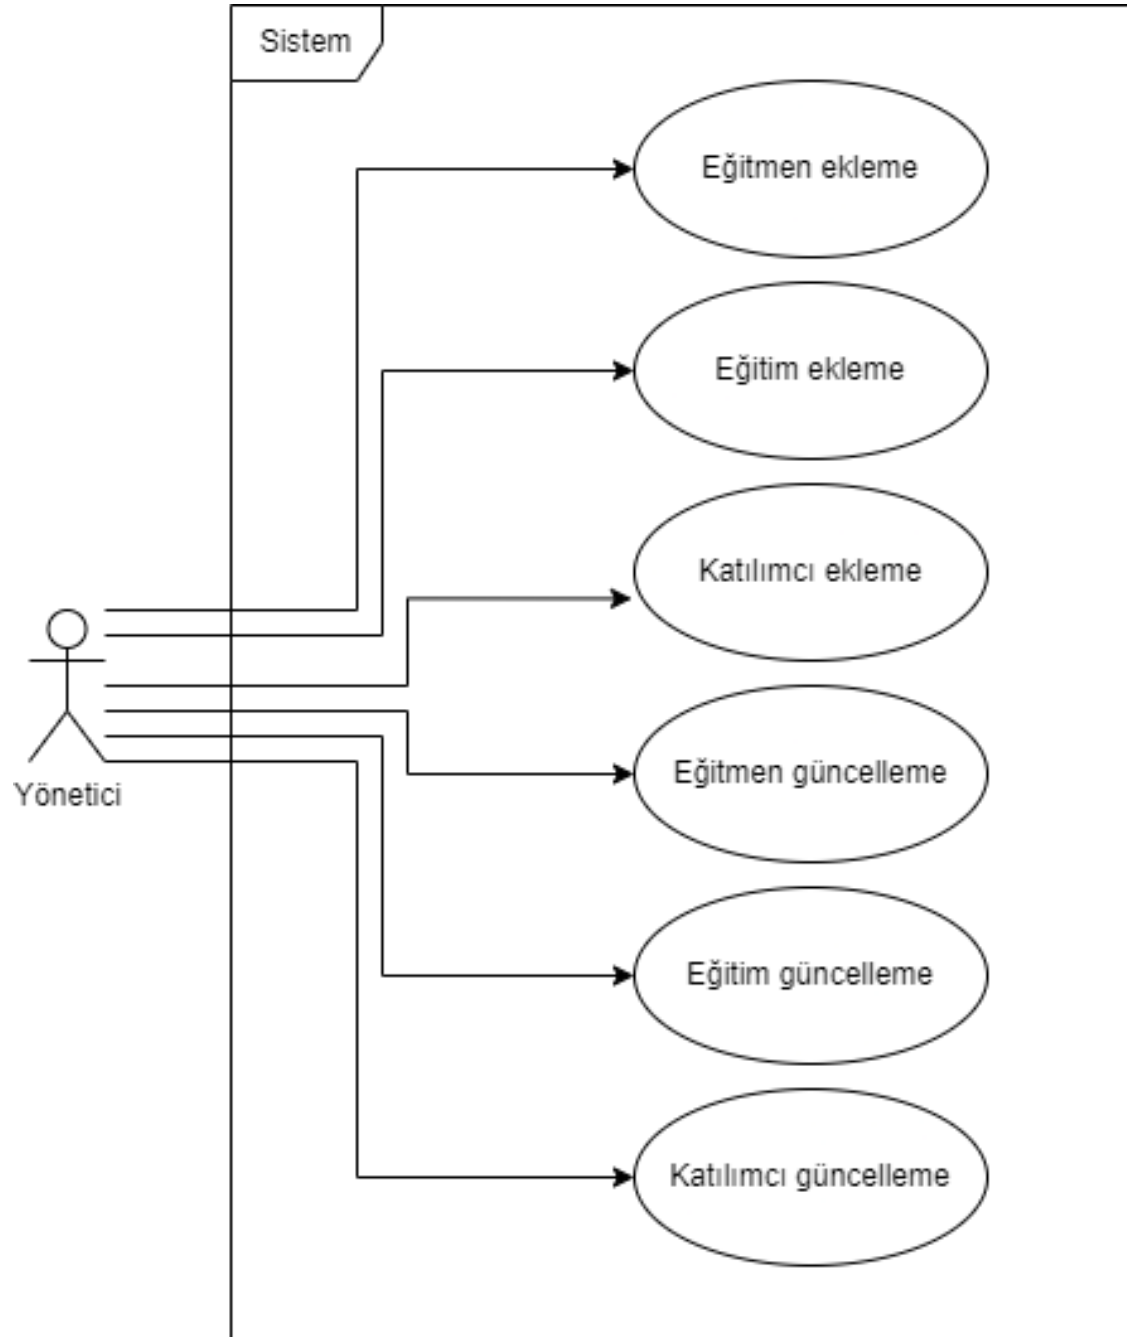 Sistem
Eğitmen ekleme
Eğitim ekleme
Katılımcı ekleme
Yönetici
Eğitmen güncelleme
Eğitim güncelleme
Katılımcı güncelleme